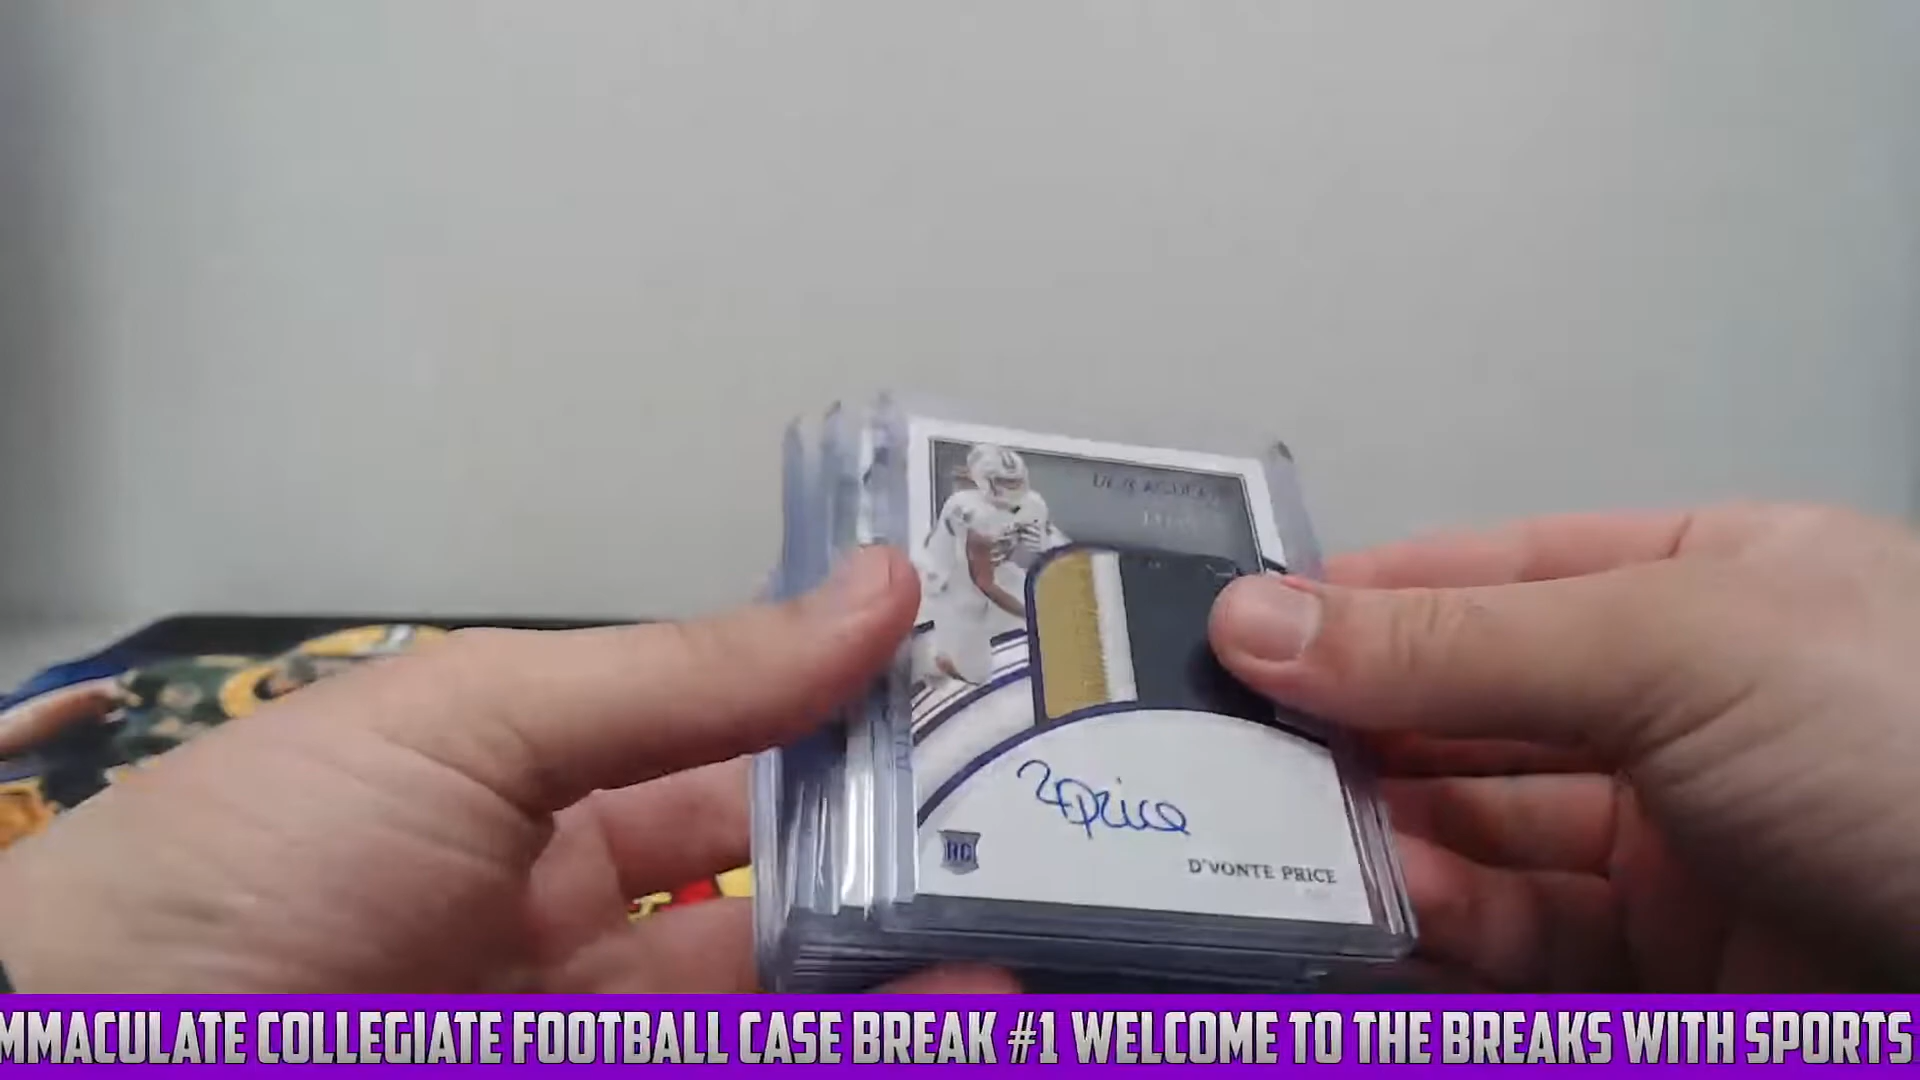 RC
D'VONTE PRICE
MMACULATE COLLEGIATE FOOTBALL CASE BREAK #1 WELCOME TO THE BREAKS WITH SPORTS